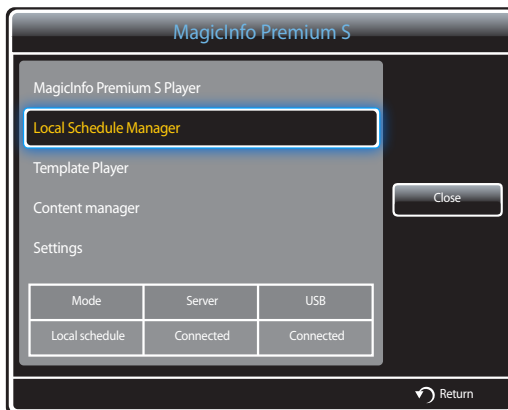 MagicInfo Premium S
MagicInfo Premium S Player
Local Schedule Manager
Template Player
Content manager
Settings
Close
Mode Server USB
Local schedule Connected Connected
Return